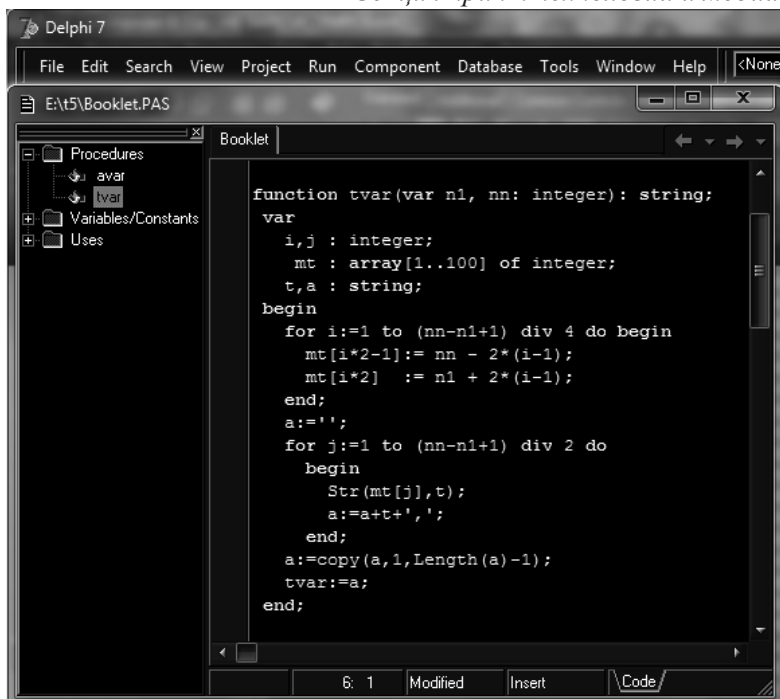 Delphi 7
File Edit Search View Project Run Component Database Tools Window Help <None
E:\t5\Booklet.PAS
Procedures
avar
tvar
Variables/Constants
Uses
Booklet
function tvar(var n1, nn: integer): string;
var
i,j : integer;
mt : array[1..100] of integer;
t,a : string;
begin
for i:=1 to (nn-n1+1) div 4 do begin
mt[i*2-1]:= nn - 2*(i-1);
mt[i*2] := n1 + 2*(i-1);
end;
a:='';
for j:=1 to (nn-n1+1) div 2 do
begin
Str(mt[j],t);
a:=a+t+',';
end;
a:=copy(a,1,Length(a)-1);
tvar:=a;
end;
6: 1 Modified Insert \Code/